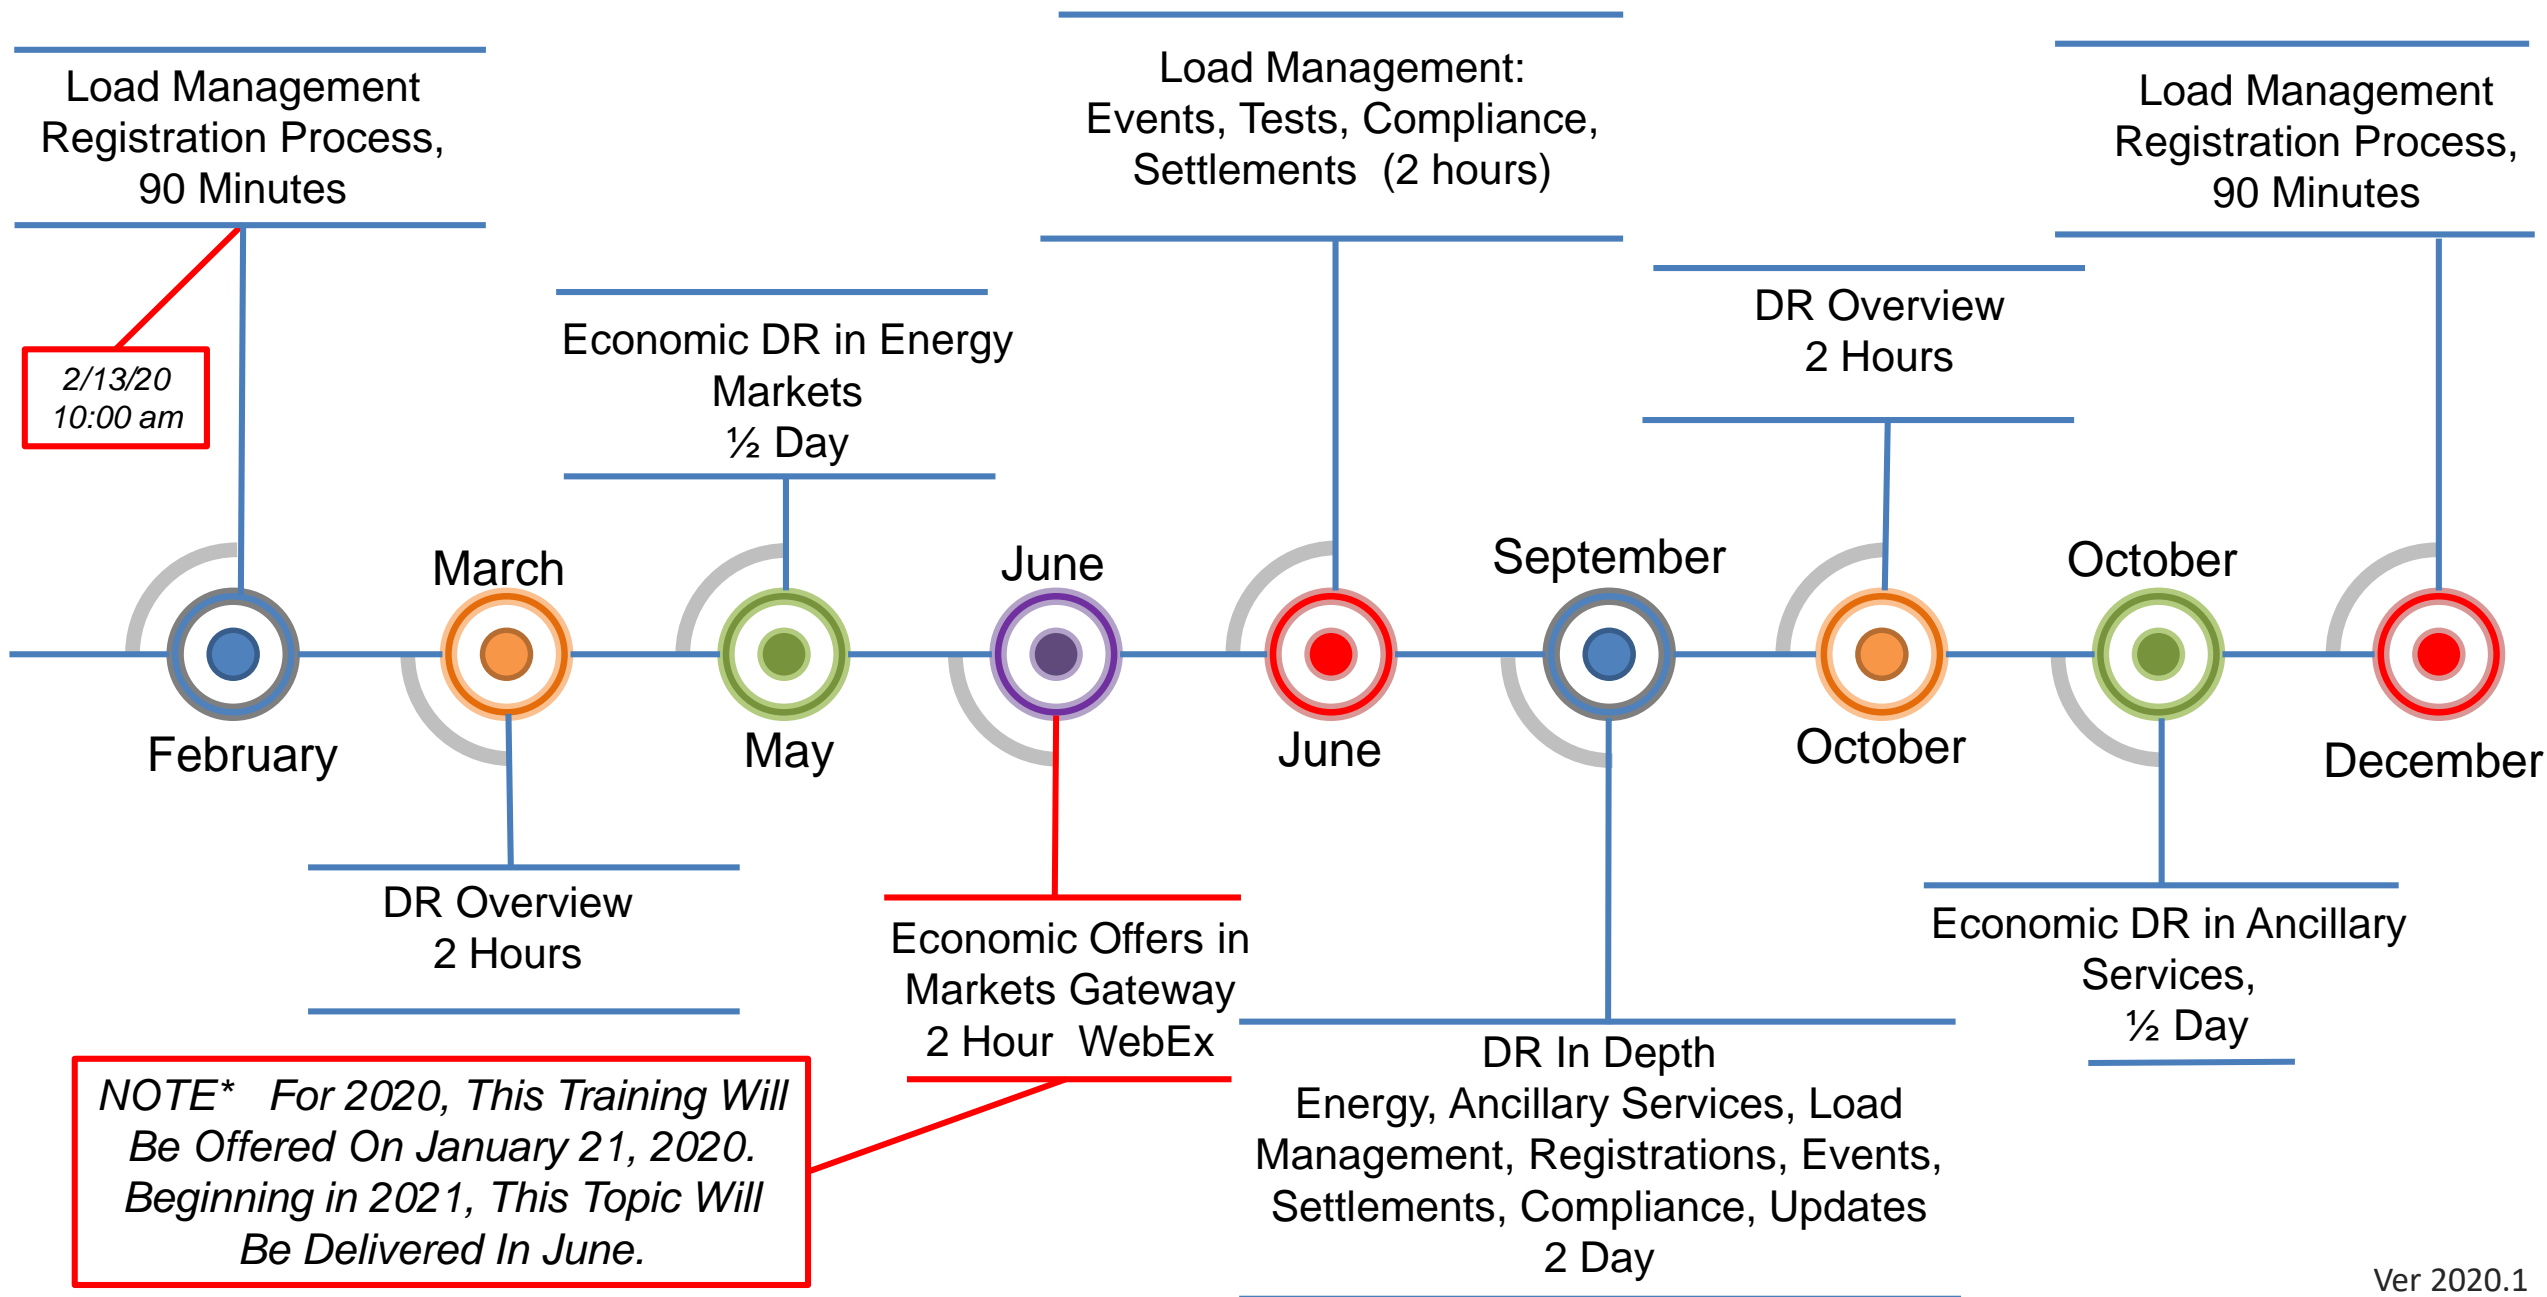 Load Management
Registration Process,
90 Minutes
2/13/20
10:00 am
Economic DR in Energy
Markets
½ Day
Load Management:
Events, Tests, Compliance,
Settlements  (2 hours)
DR Overview
2 Hours
Load Management
Registration Process,
90 Minutes
February
March
May
June
June
September
October
October
December
DR Overview
2 Hours
Economic Offers in
Markets Gateway
2 Hour  WebEx
NOTE*   For 2020, This Training Will
Be Offered On January 21, 2020.
Beginning in 2021, This Topic Will
Be Delivered In June.
DR In Depth
Energy, Ancillary Services, Load
Management, Registrations, Events,
Settlements, Compliance, Updates
2 Day
Economic DR in Ancillary
Services,
½ Day
Ver 2020.1